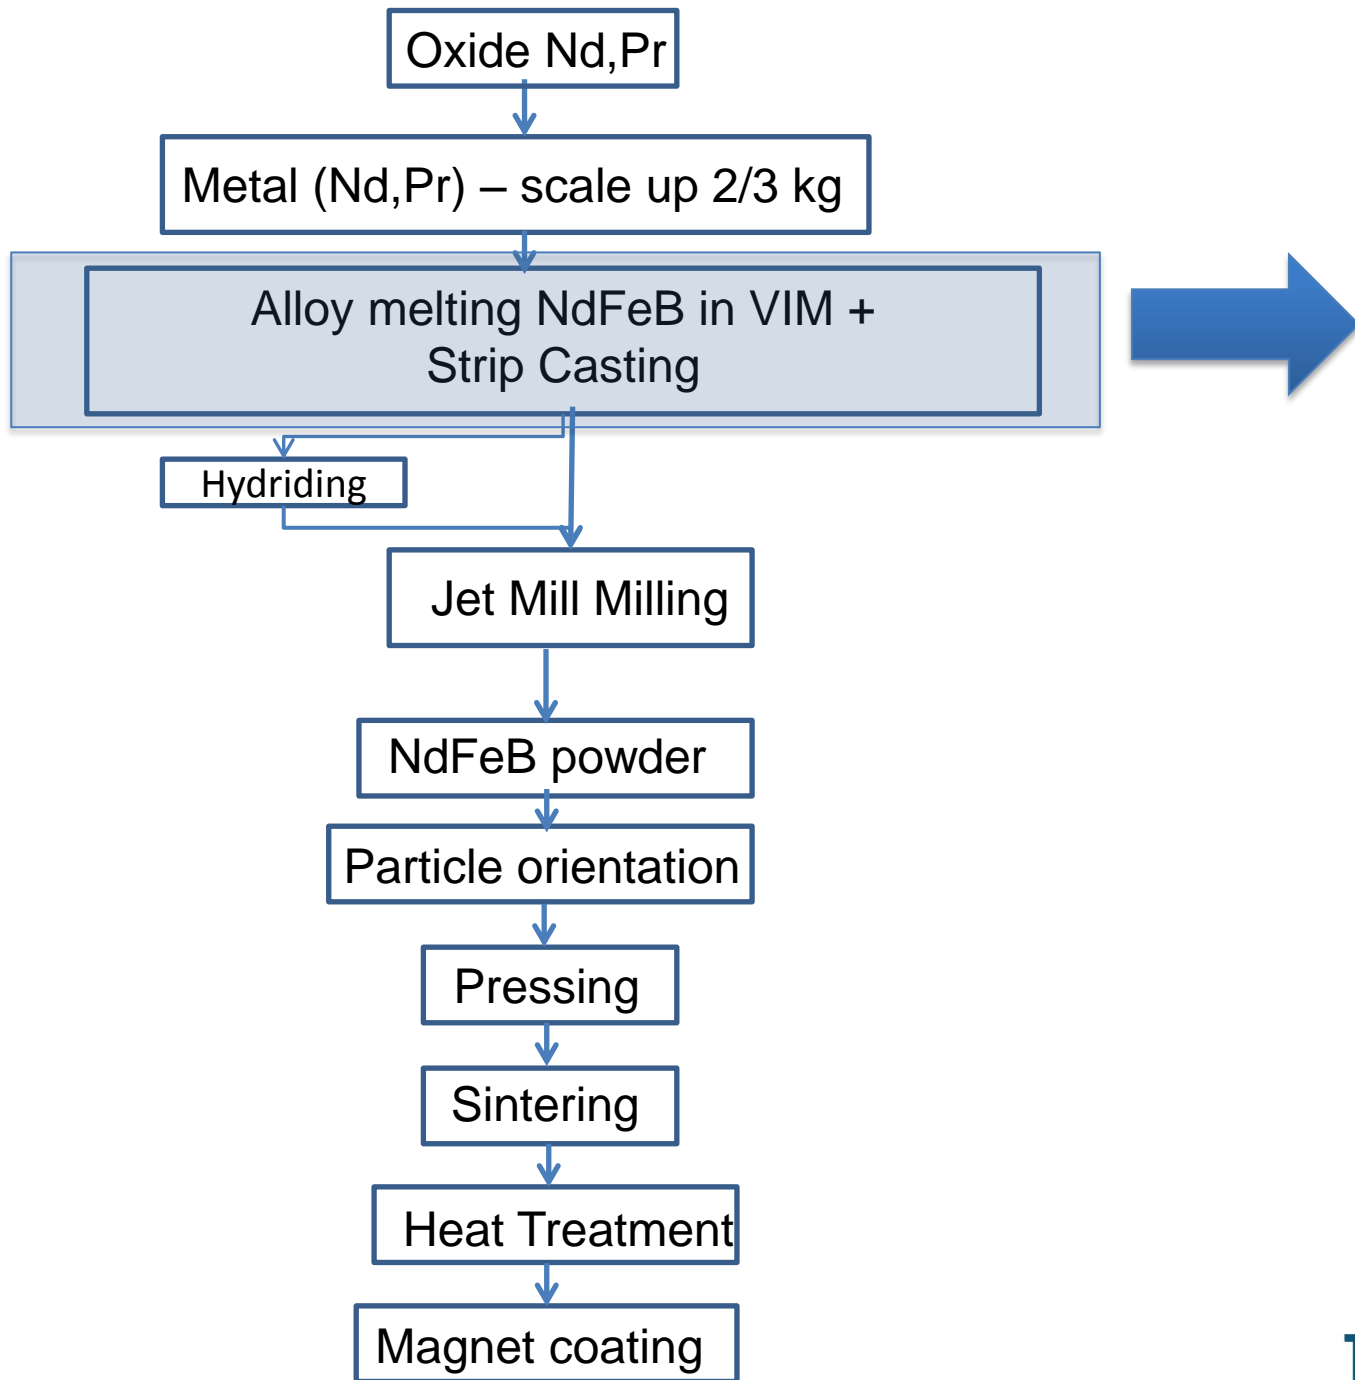 Oxide Nd,Pr
Metal (Nd,Pr) – scale up 2/3 kg
Alloy melting NdFeB in VIM +
Strip Casting
Hydriding
Jet Mill Milling
NdFeB powder
Particle orientation
Pressing
Sintering
Heat Treatment
Magnet coating